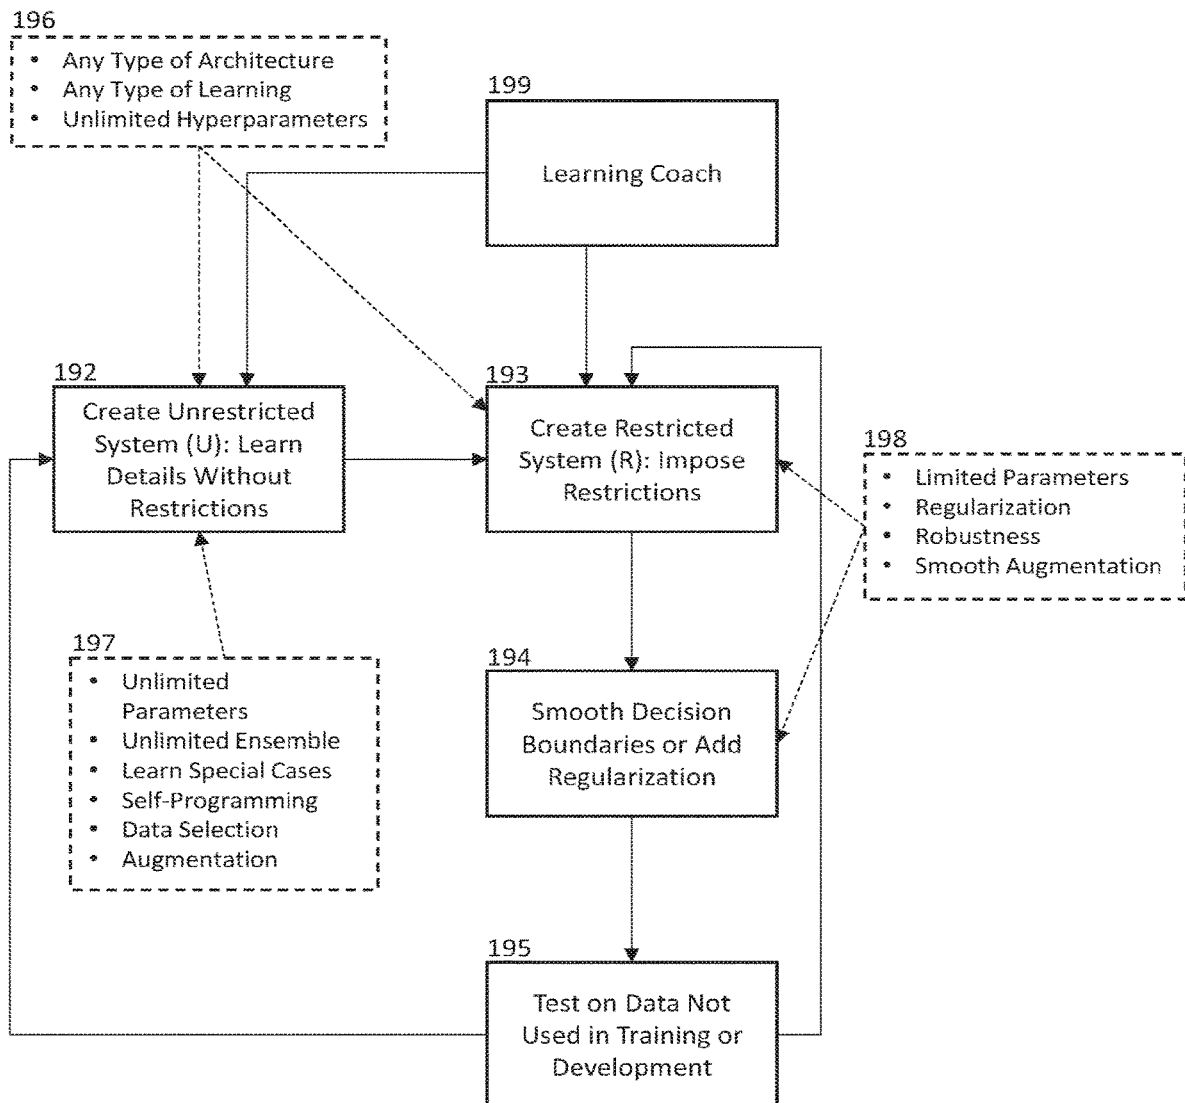 196
• Any Type of Architecture
• Any Type of Learning
• Unlimited Hyperparameters
199
Learning Coach
192
Create Unrestricted
System (U): Learn
Details Without
Restrictions
193
Create Restricted
System (R): Impose
Restrictions
198
• Limited Parameters
• Regularization
• Robustness
• Smooth Augmentation
197
• Unlimited
Parameters
• Unlimited Ensemble
• Learn Special Cases
• Self-Programming
• Data Selection
• Augmentation
194
Smooth Decision
Boundaries or Add
Regularization
195
Test on Data Not
Used in Training or
Development